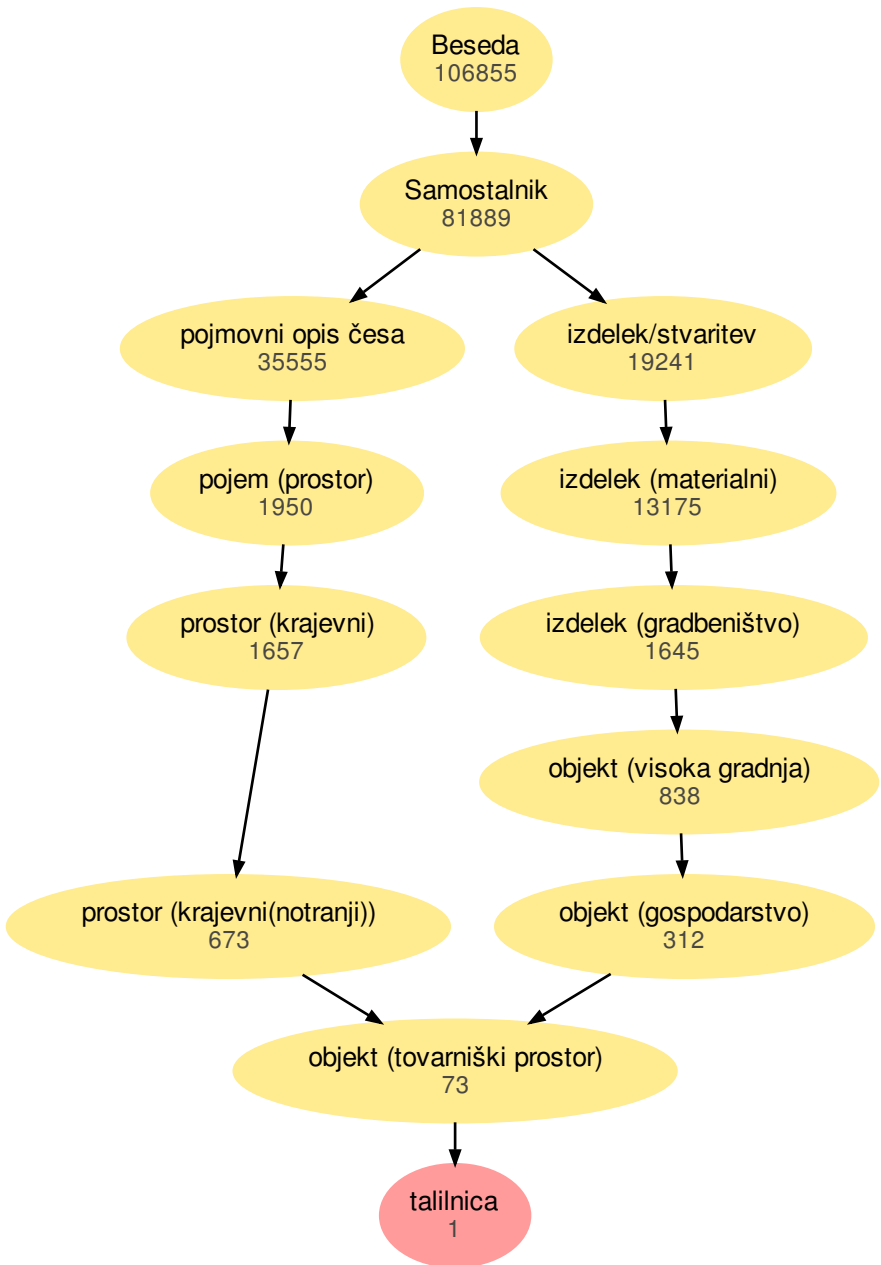 Beseda
106855
Samostalnik
81889
pojmovni opis česa
35555
izdelek/stvaritev
19241
pojem (prostor)
1950
izdelek (materialni)
13175
prostor (krajevni)
1657
izdelek (gradbeništvo)
1645
objekt (visoka gradnja)
838
prostor (krajevni(notranji))
673
objekt (gospodarstvo)
312
objekt (tovarniški prostor)
73
talilnica
1